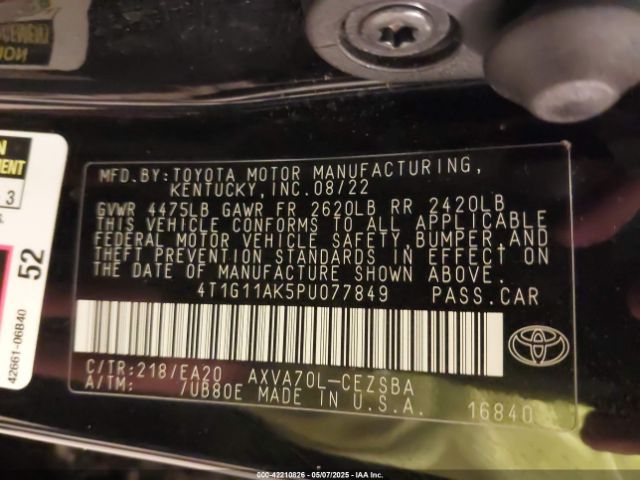 MFD.BY:TOYOTA MOTOR MANUFACTURING,
KENTUCKY,INC.08/22
GVWR 4475LB GAWR FR 2620LB RR 2420LB
THIS VEHICLE CONFORMS TO ALL APPLICABLE
FEDERAL MOTOR VEHICLE SAFETY,BUMPER,AND
THEFT PREVENTION STANDARDS IN EFFECT ON
THE DATE OF MANUFACTURE SHOWN ABOVE.
4T1G11AK5PU077849 PASS.CAR
C/TR:218/EA20 AXVA70L-CEZSBA
A/TM: 7UB80E MADE IN U.S.A. 16840
52
42661-06B40
3
000-42210826 - 05/07/2025 - IAA Inc.